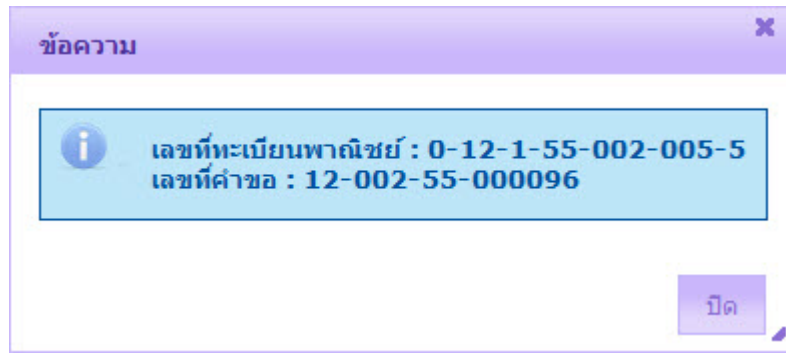 ข้อความ
เลขที่ทะเบียนพาณิชย์ : 0-12-1-55-002-005-5
เลขที่คำขอ : 12-002-55-000096
ปิด